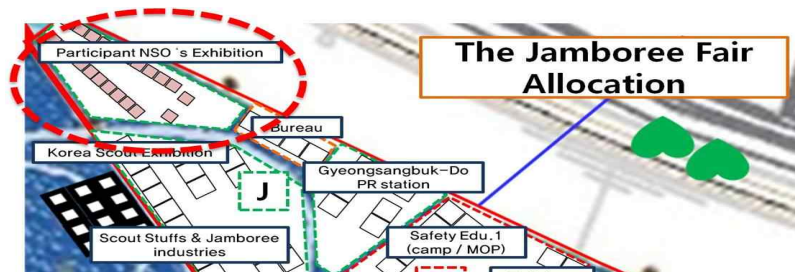 Participant NSO`s Exhibition
The Jamboree Fair
Allocation
Bureau
Korea Scout Exhibition
Gyeongsangbuk-Do
PR station
J
Scout Stuffs & Jamboree
industries
Safety Edu.1
(camp / MOP)